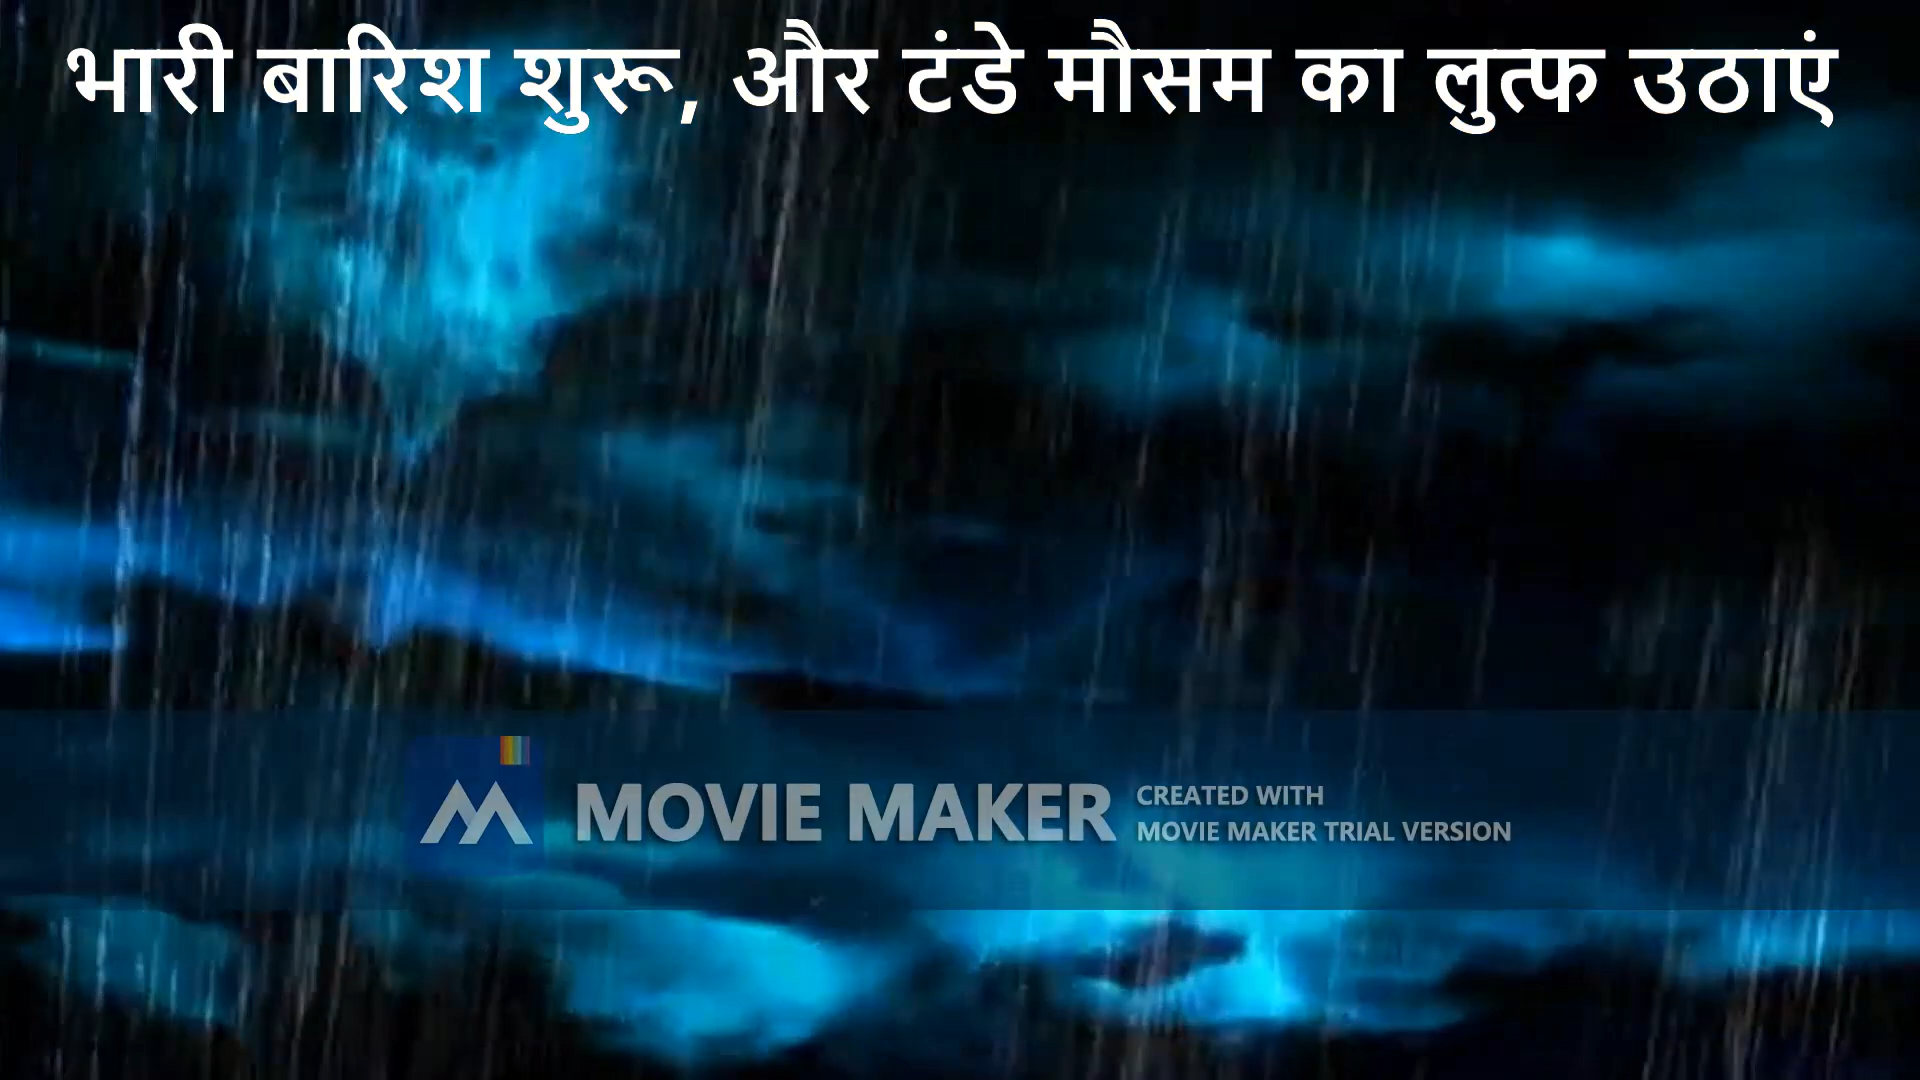 भारी बारिश शुरू, और टंडे मौसम का लुत्फ उठाएं
MOVIE MAKER
CREATED WITH
MOVIE MAKER TRIAL VERSION